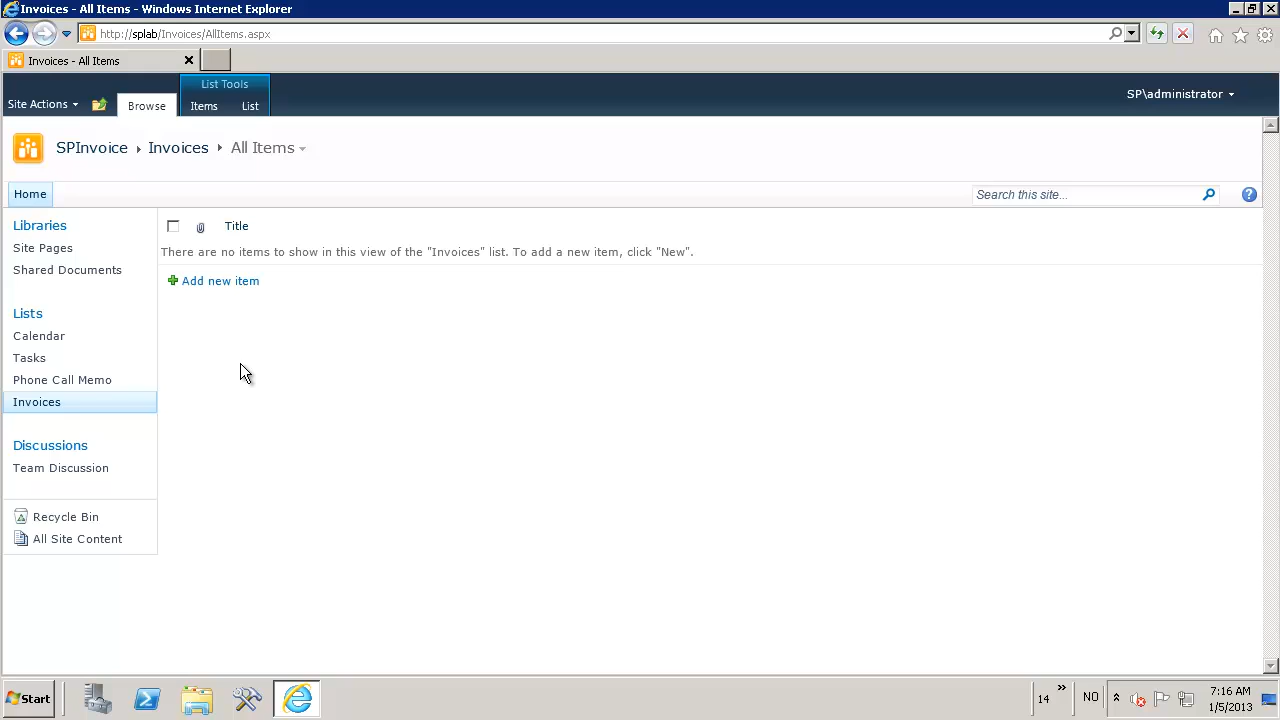 Invoices - All Items - Windows Internet Explorer
http://splab/Invoices/AllItems.aspx
Invoices - All Items
List Tools
Site Actions
Browse
Items
List
SP\administrator
SPInvoice
Invoices
All Items
Home
Search this site...
Libraries
Site Pages
Shared Documents
Lists
Calendar
Tasks
Phone Call Memo
Invoices
Discussions
Team Discussion
Recycle Bin
All Site Content
Title
There are no items to show in this view of the "Invoices" list. To add a new item, click "New".
Add new item
Start
14
NO
7:16 AM
1/5/2013